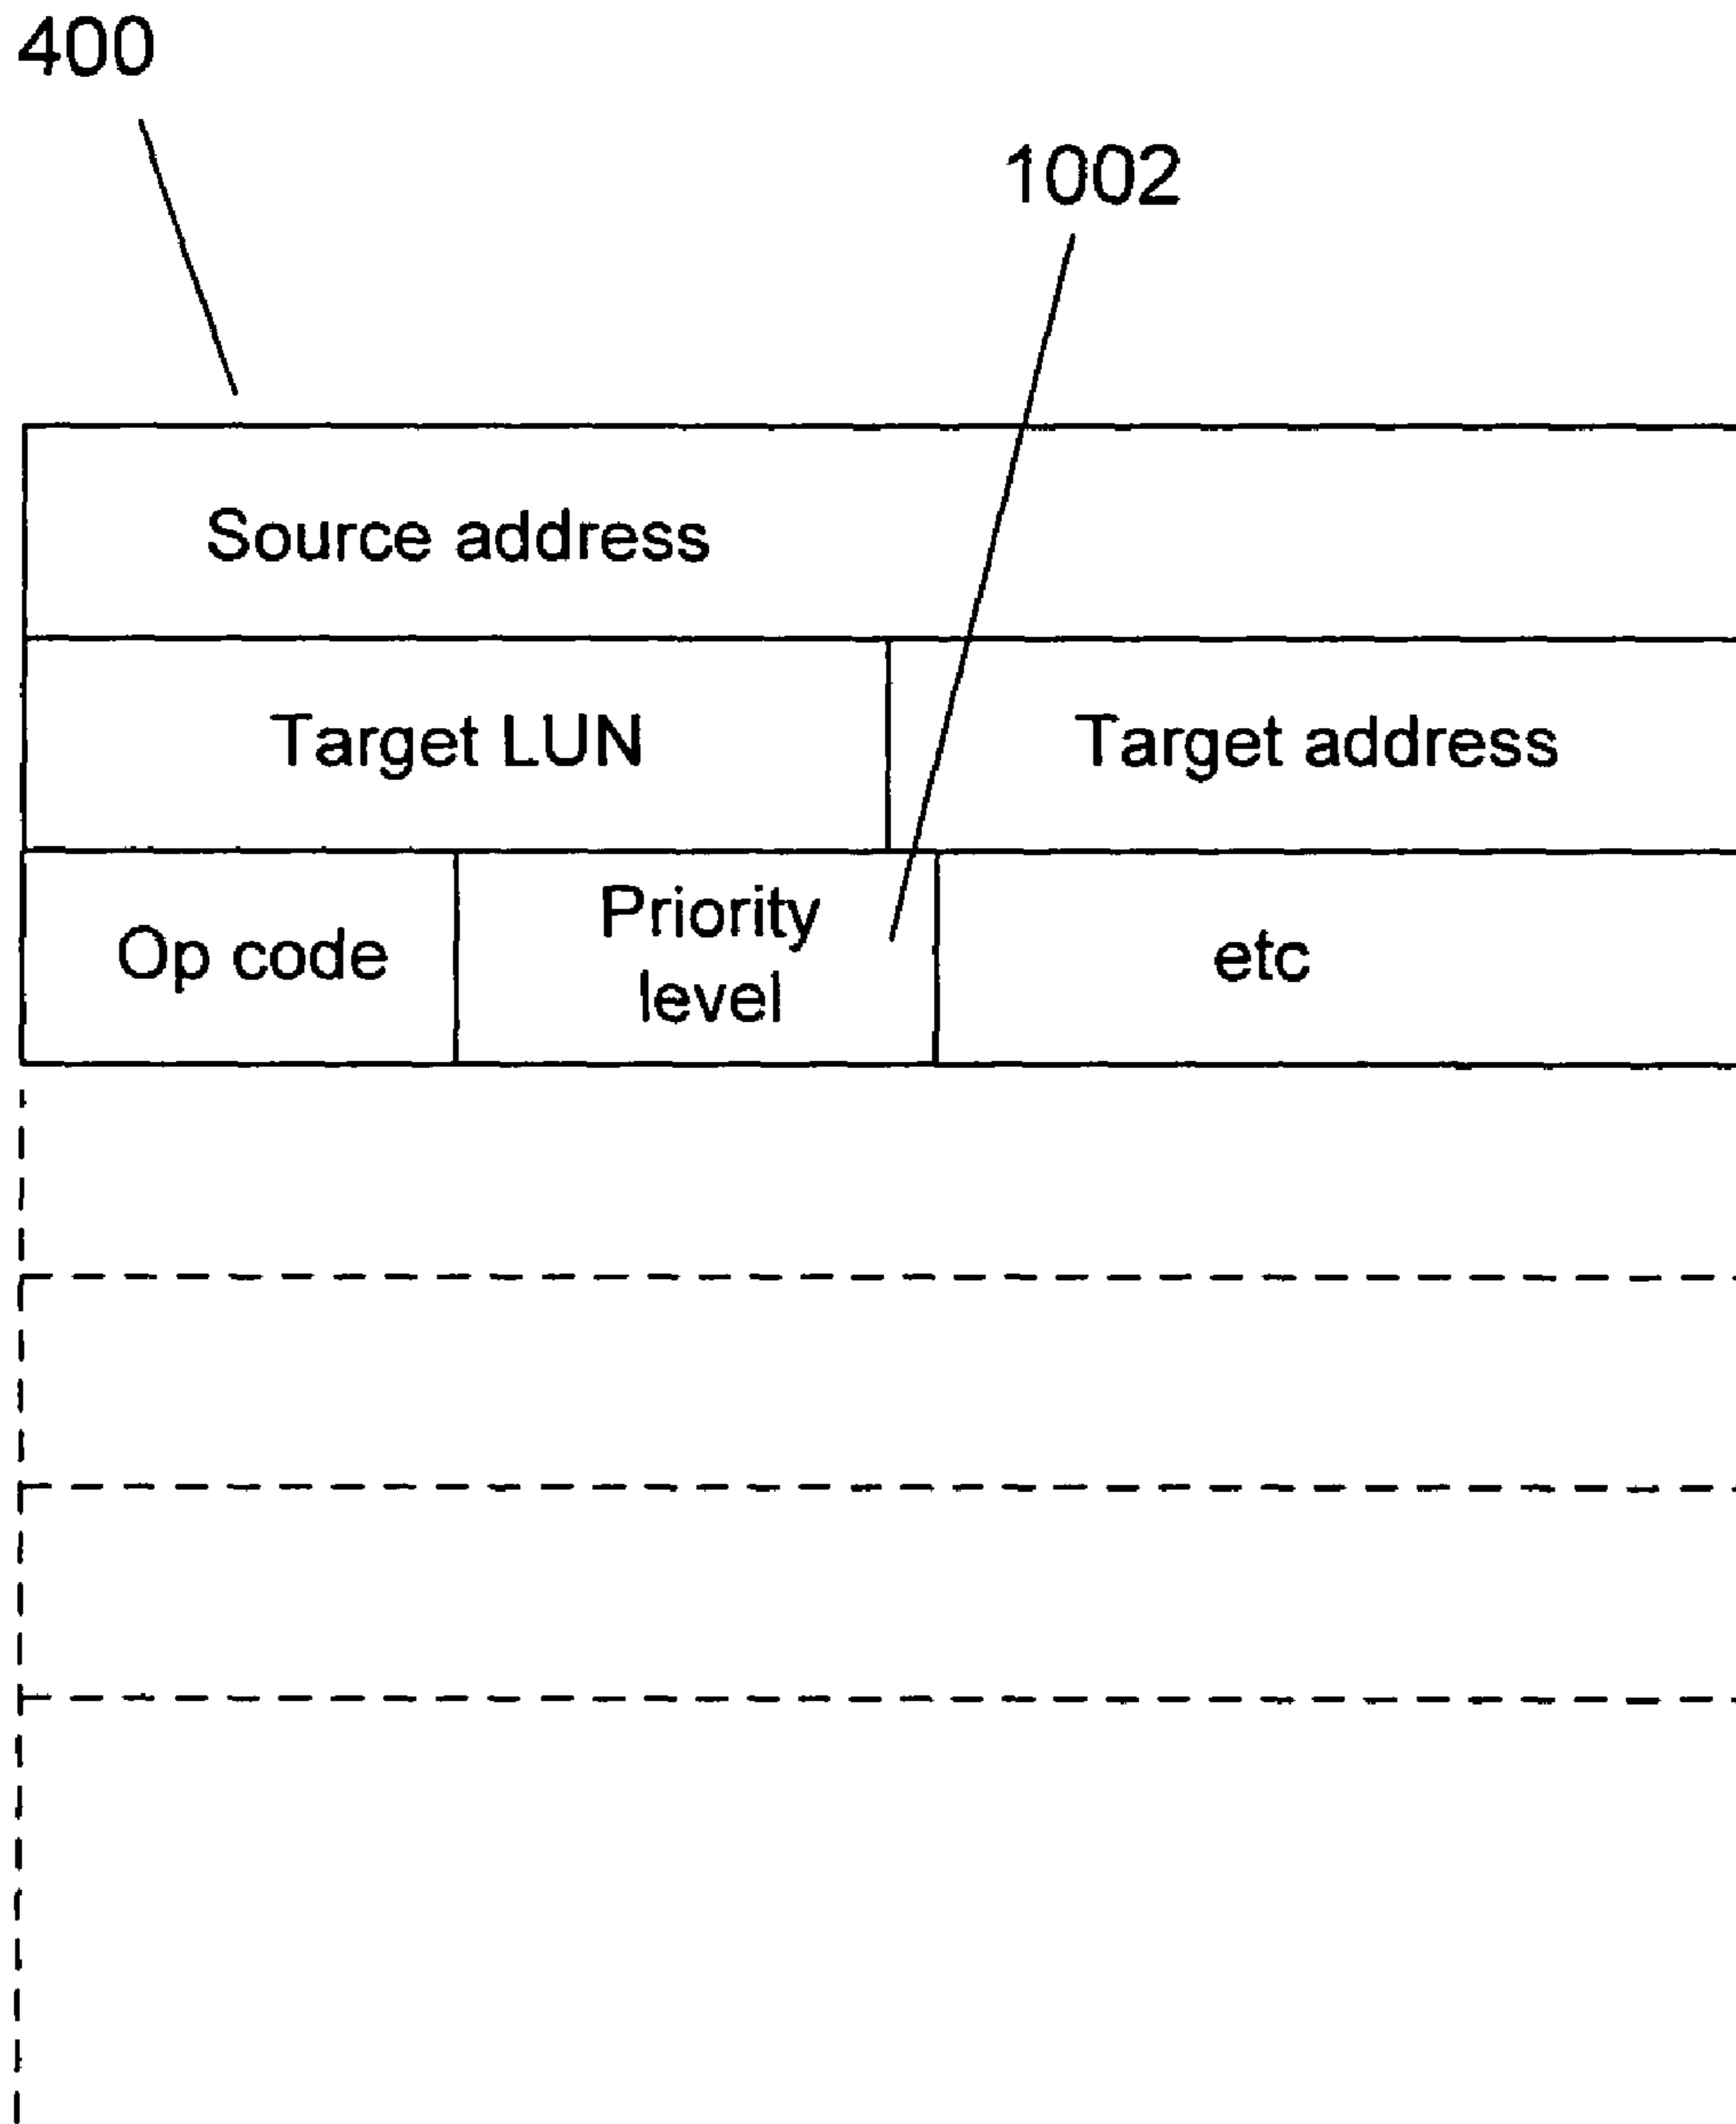 400
1002
Source address
Target LUN
Target address
Op code
Priority
level
etc